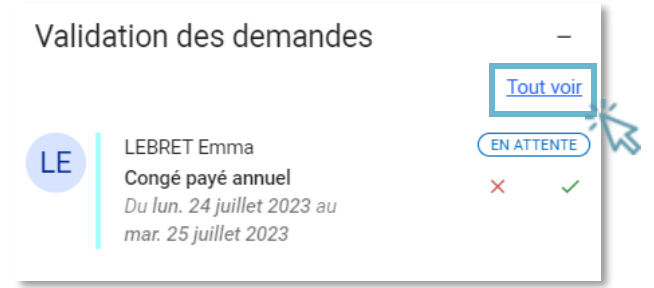 Validation des demandes
Tout voir
LE
LEBRET Emma
EN ATTENTE
Congé payé annuel
Du lun. 24 juillet 2023 au
mar. 25 juillet 2023